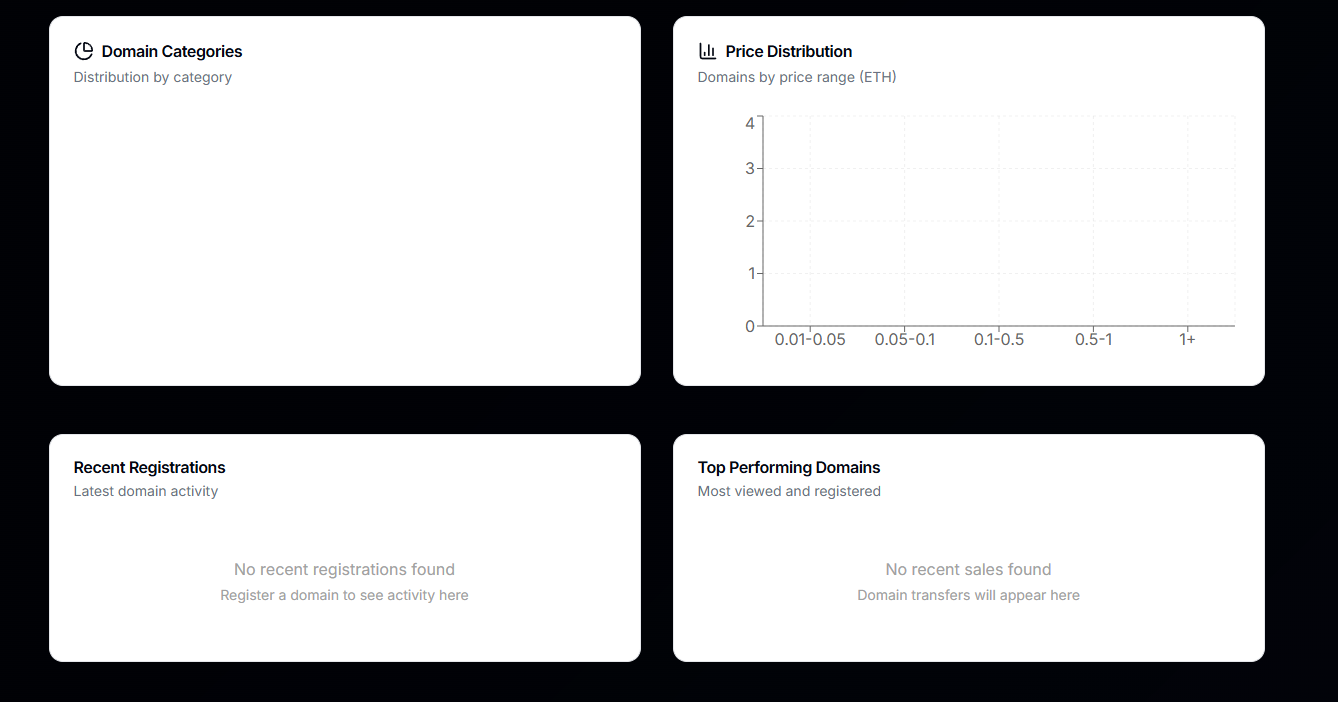 Domain Categories
Distribution by category
Price Distribution
Domains by price range (ETH)
4
3
2
1
0
0.01-0.05 0.05-0.1 0.1-0.5 0.5-1 1+
Recent Registrations
Latest domain activity
No recent registrations found
Register a domain to see activity here
Top Performing Domains
Most viewed and registered
No recent sales found
Domain transfers will appear here